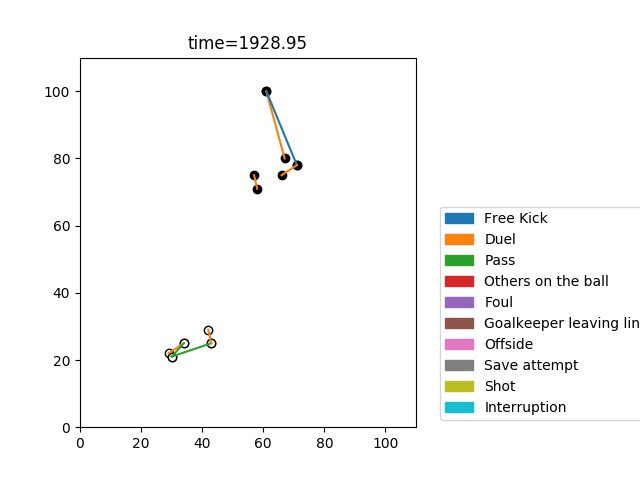 time=1928.95
100
80
60
40
20
0
0 20 40 60 80 100
Free Kick
Duel
Pass
Others on the ball
Foul
Goalkeeper leaving lin
Offside
Save attempt
Shot
Interruption